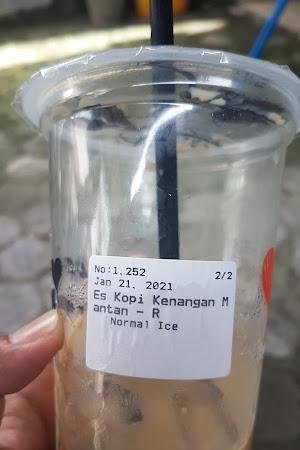 No:1,252 2/2
Jan 21, 2021
Es Kopi Kenangan M
antan - R
Normal Ice